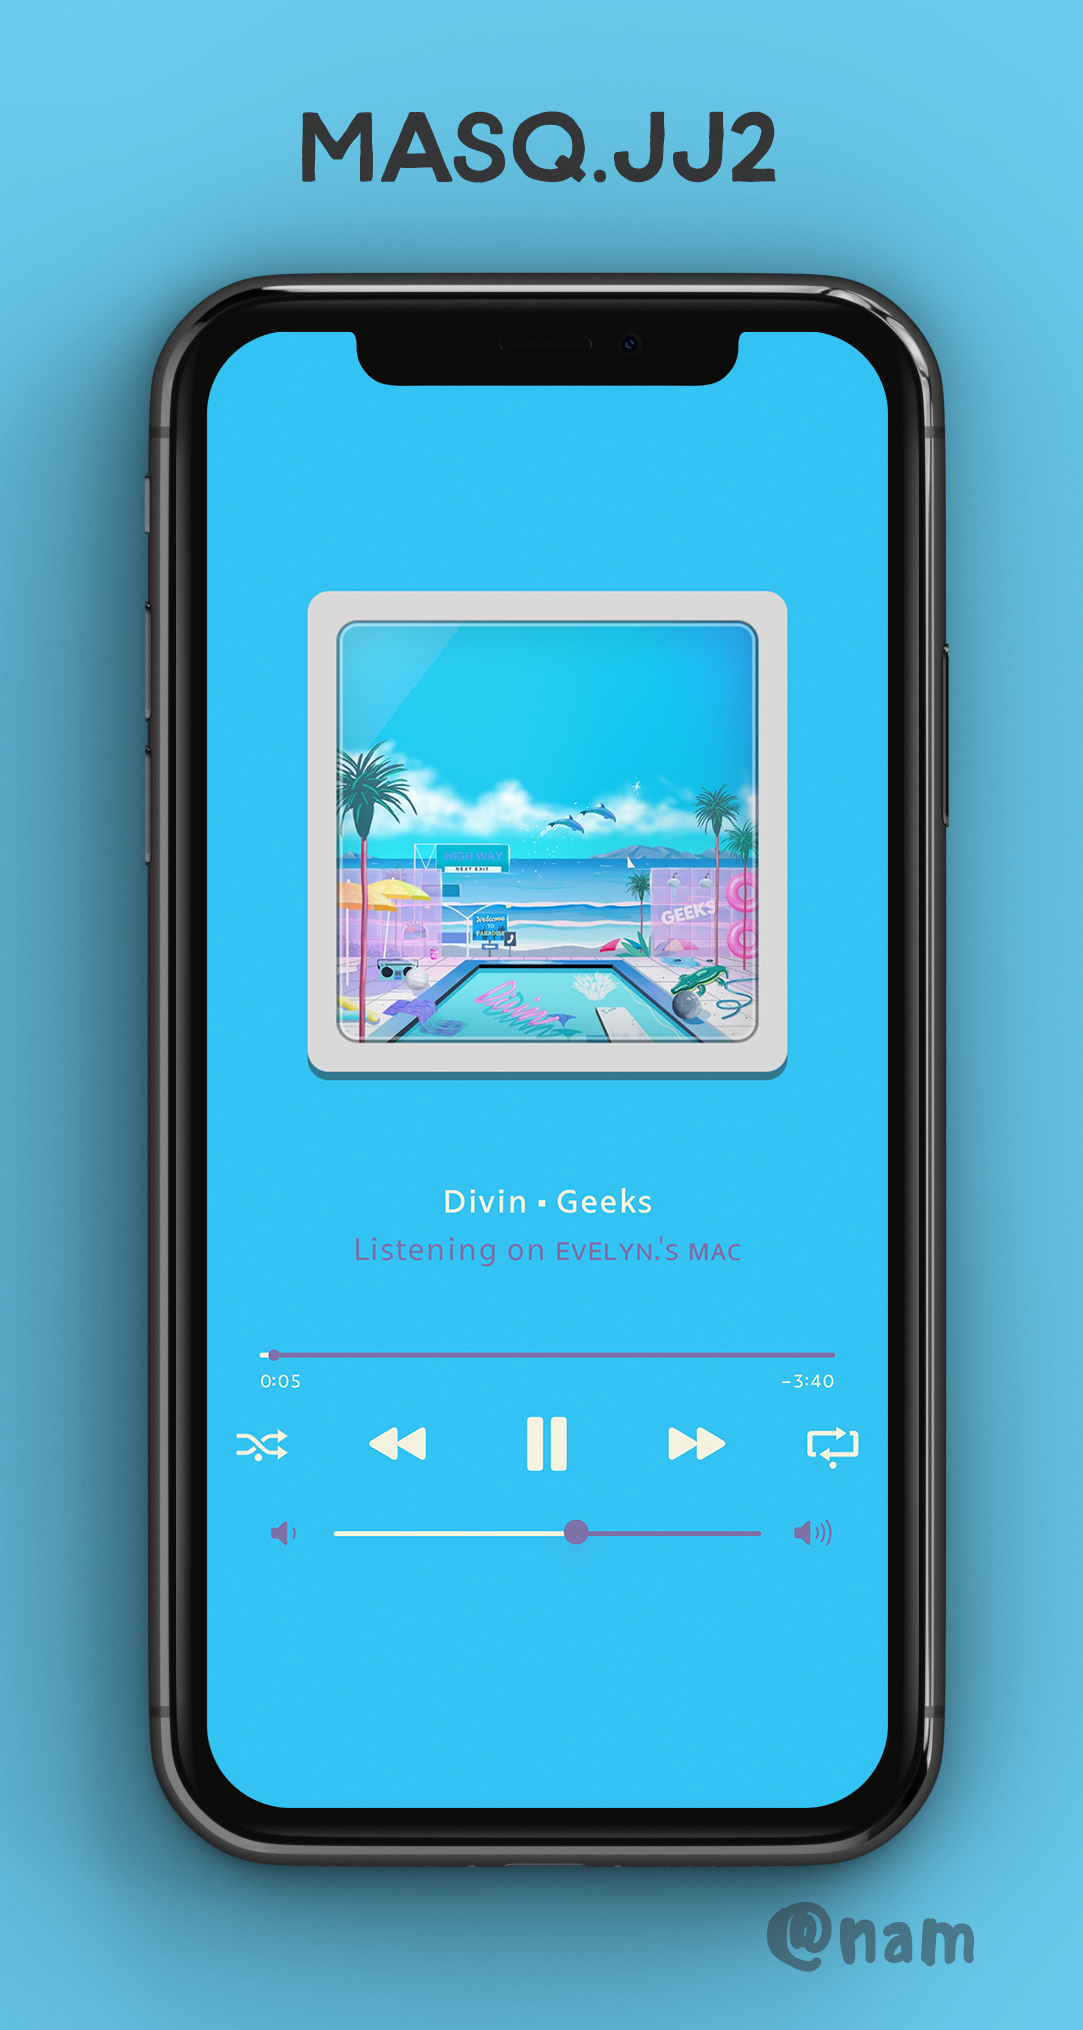 MASQ.JJ2
HIGH WAY
NEXT EXIT
Welcome
TO
PARADISE
GEEKS
Divin
Divin ▪ Geeks
Listening on EVELYN.'S MAC
0:05 -3:40
@nam